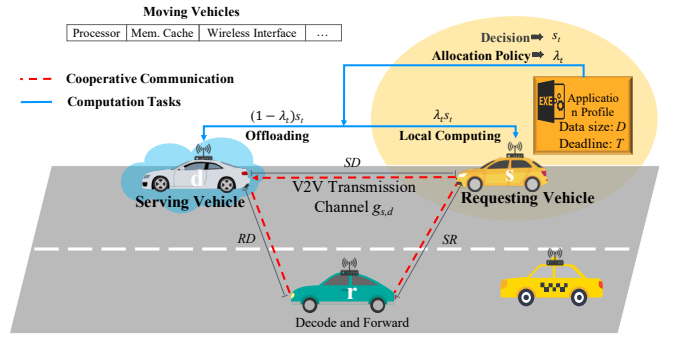 Moving Vehicles
Processor Mem. Cache Wireless Interface ...
Decision s_t
Allocation Policy λ_t
Cooperative Communication
Computation Tasks
EXE
Applicatio
n Profile
Data size: D
Deadline: T
(1 − λ_t)s_t
λ_t s_t
Offloading
Local Computing
SD
d
s
V2V Transmission
Channel g_{s,d}
Serving Vehicle
Requesting Vehicle
RD
SR
r
Decode and Forward